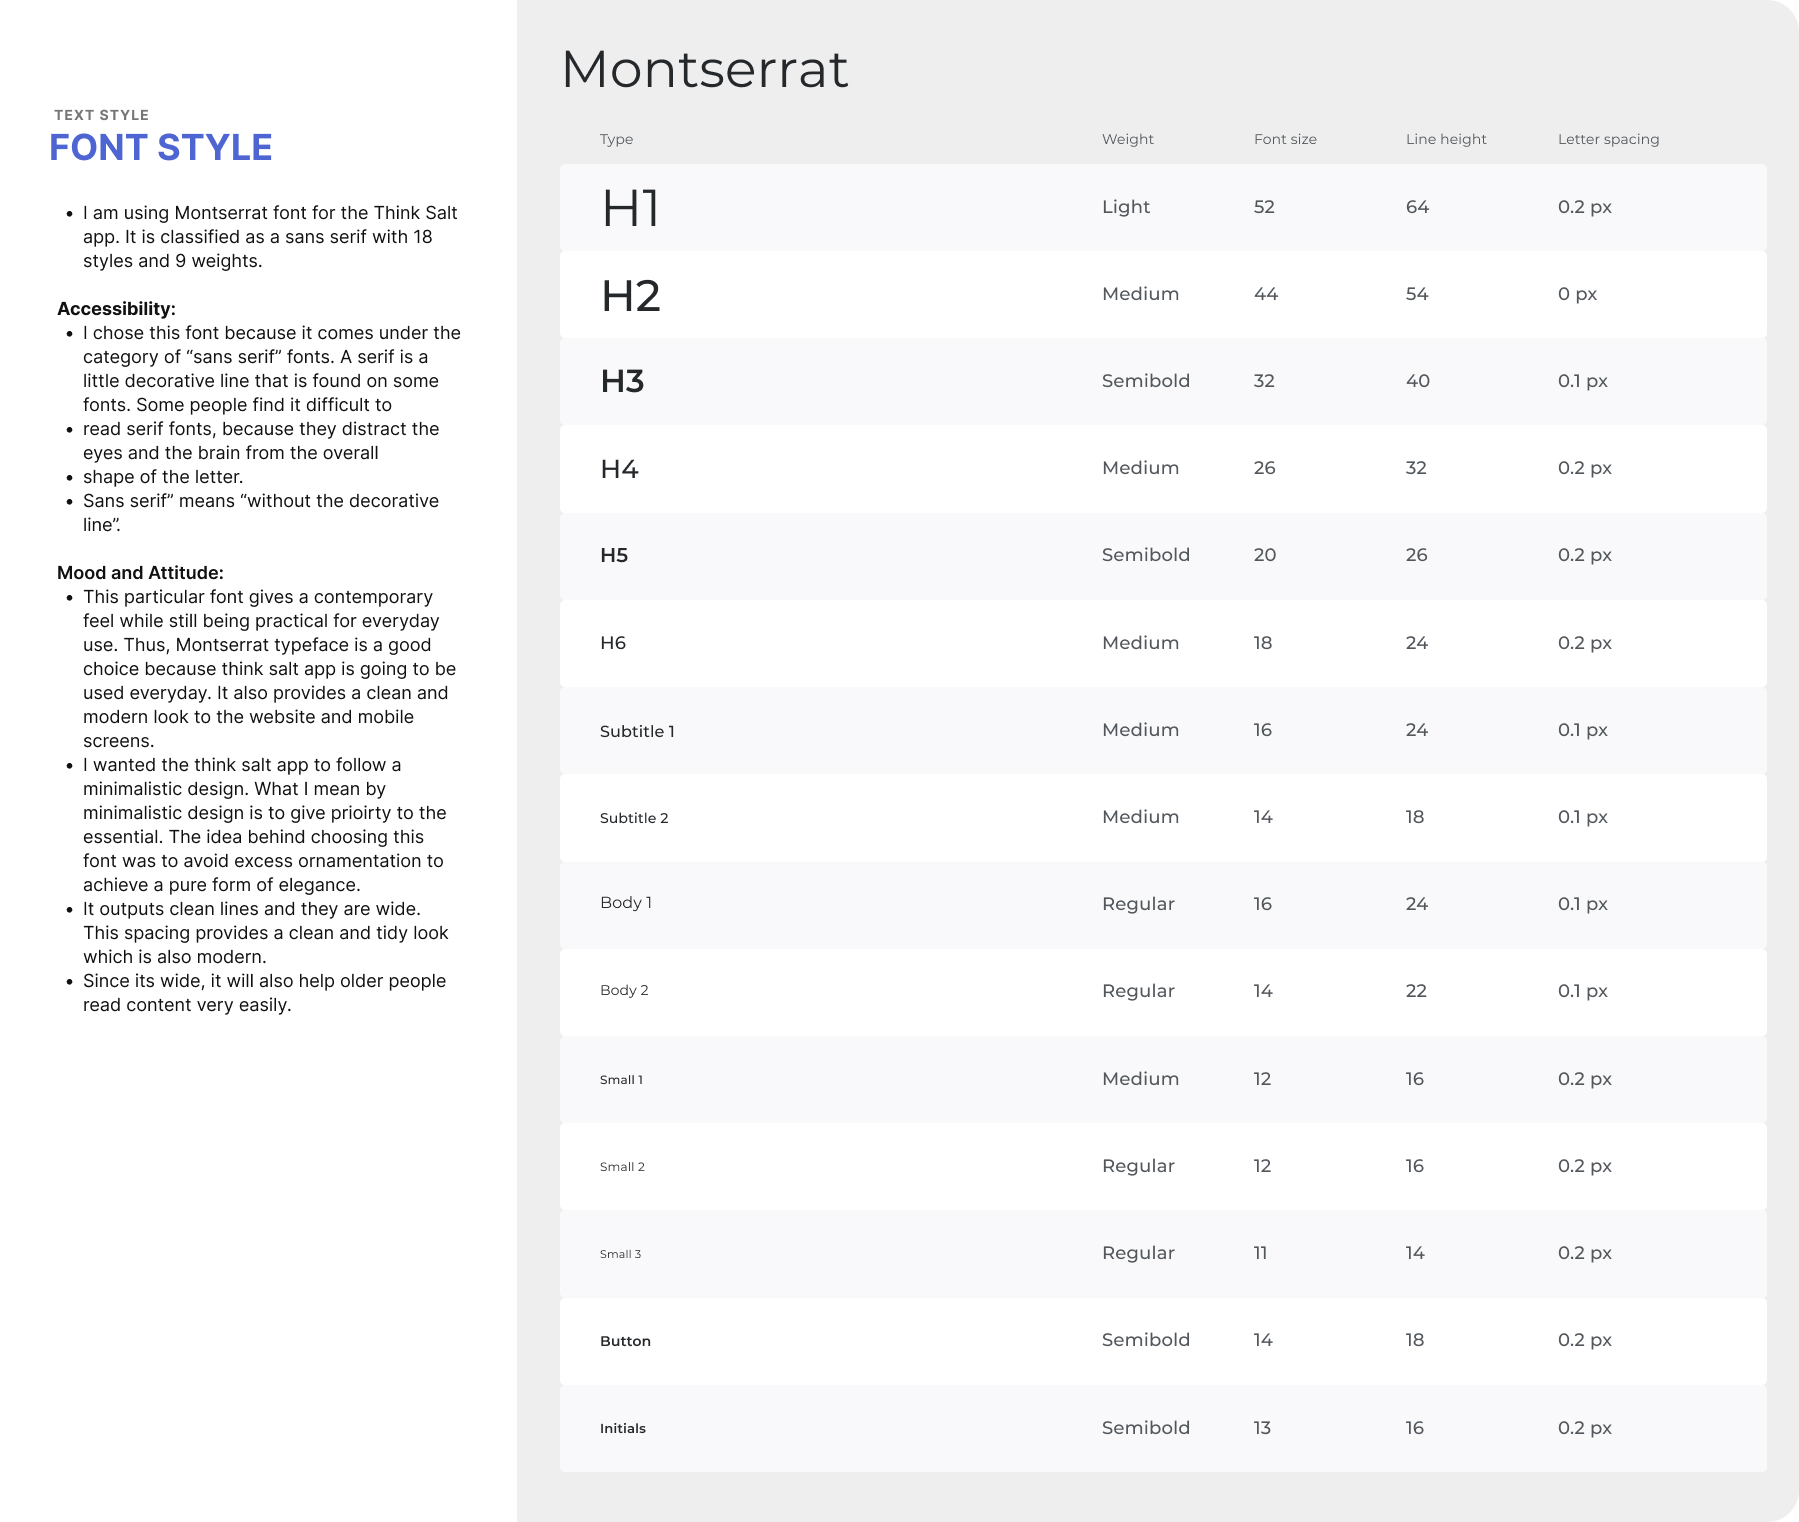 TEXT STYLE
FONT STYLE
• I am using Montserrat font for the Think Salt
app. It is classified as a sans serif with 18
styles and 9 weights.
Accessibility:
• I chose this font because it comes under the
category of “sans serif” fonts. A serif is a
little decorative line that is found on some
fonts. Some people find it difficult to
• read serif fonts, because they distract the
eyes and the brain from the overall
• shape of the letter.
• Sans serif” means “without the decorative
line”.
Mood and Attitude:
• This particular font gives a contemporary
feel while still being practical for everyday
use. Thus, Montserrat typeface is a good
choice because think salt app is going to be
used everyday. It also provides a clean and
modern look to the website and mobile
screens.
• I wanted the think salt app to follow a
minimalistic design. What I mean by
minimalistic design is to give prioirty to the
essential. The idea behind choosing this
font was to avoid excess ornamentation to
achieve a pure form of elegance.
• It outputs clean lines and they are wide.
This spacing provides a clean and tidy look
which is also modern.
• Since its wide, it will also help older people
read content very easily.
Montserrat
Type Weight Font size Line height Letter spacing
H1 Light 52 64 0.2 px
H2 Medium 44 54 0 px
H3 Semibold 32 40 0.1 px
H4 Medium 26 32 0.2 px
H5 Semibold 20 26 0.2 px
H6 Medium 18 24 0.2 px
Subtitle 1 Medium 16 24 0.1 px
Subtitle 2 Medium 14 18 0.1 px
Body 1 Regular 16 24 0.1 px
Body 2 Regular 14 22 0.1 px
Small 1 Medium 12 16 0.2 px
Small 2 Regular 12 16 0.2 px
Small 3 Regular 11 14 0.2 px
Button Semibold 14 18 0.2 px
Initials Semibold 13 16 0.2 px